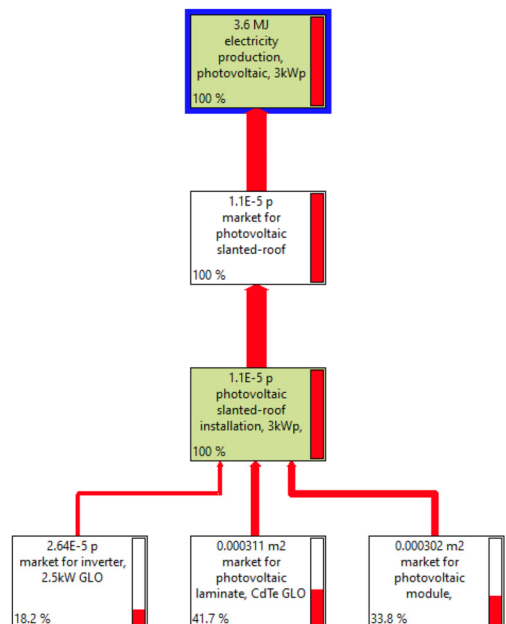 3.6 MJ
electricity
production,
photovoltaic, 3kWp
100 %
1.1E-5 p
market for
photovoltaic
slanted-roof
100 %
1.1E-5 p
photovoltaic
slanted-roof
installation, 3kWp,
100 %
2.64E-5 p
market for inverter,
2.5kW GLO
18.2 %
0.000311 m2
market for
photovoltaic
laminate, CdTe GLO
41.7 %
0.000302 m2
market for
photovoltaic
module,
33.8 %